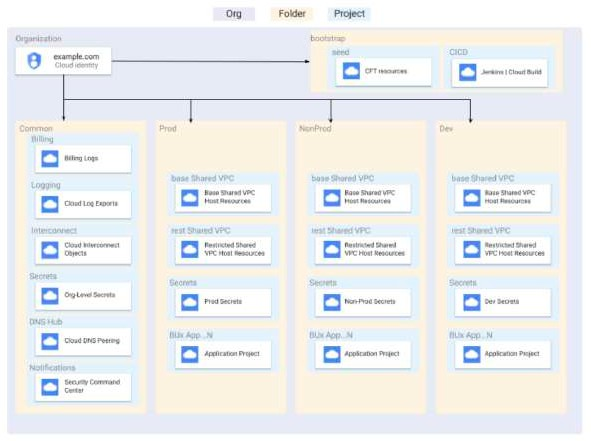 Org
Folder
Project
Organization
example.com
Cloud identity
bootstrap
seed
CFT resources
CICD
Jenkins | Cloud Build
Common
Billing
Billing Logs
Logging
Cloud Log Exports
Interconnect
Cloud Interconnect
Objects
Secrets
Org-Level Secrets
DNS Hub
Cloud DNS Peering
Notifications
Security Command
Center
Prod
base Shared VPC
Base Shared VPC
Host Resources
rest Shared VPC
Restricted Shared
VPC Host Resources
Secrets
Prod Secrets
BUx App...N
Application Project
NonProd
base Shared VPC
Base Shared VPC
Host Resources
rest Shared VPC
Restricted Shared
VPC Host Resources
Secrets
Non-Prod Secrets
BUx App...N
Application Project
Dev
base Shared VPC
Base Shared VPC
Host Resources
rest Shared VPC
Restricted Shared
VPC Host Resources
Secrets
Dev Secrets
BUx App...N
Application Project